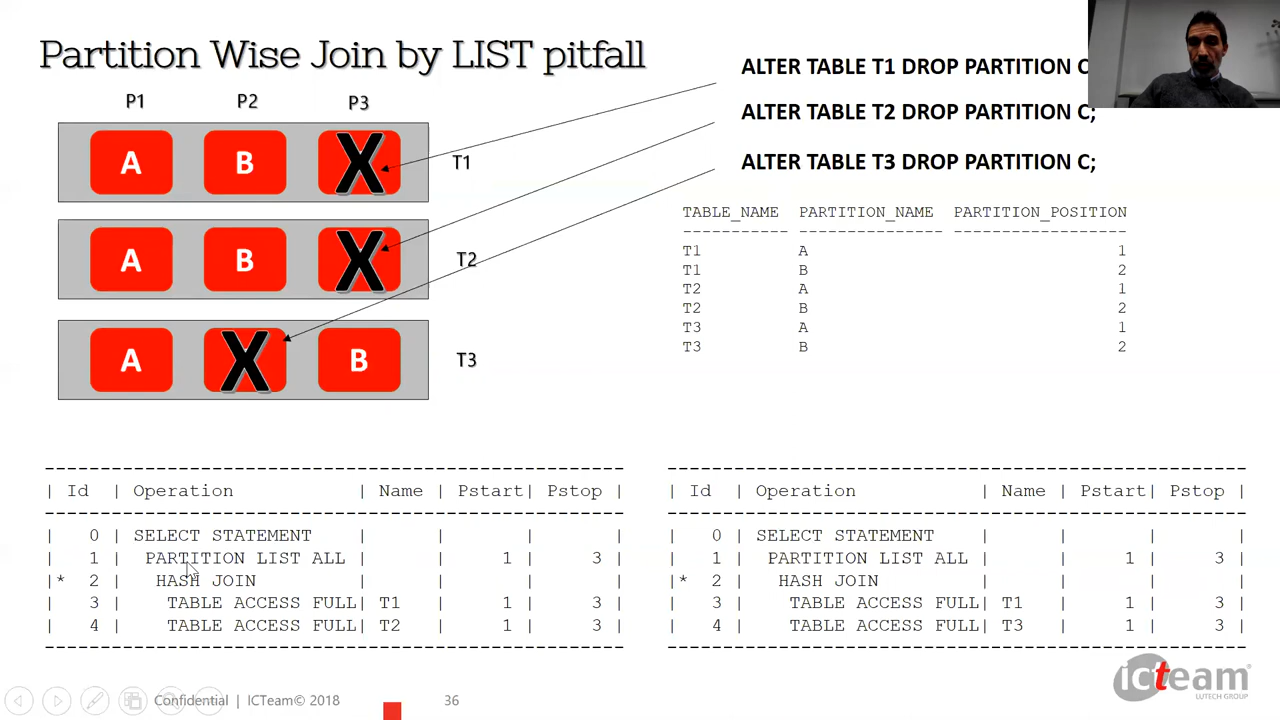 Partition Wise Join by LIST pitfall
P1 P2 P3
A B X T1
A B X T2
A X B T3
ALTER TABLE T1 DROP PARTITION C
ALTER TABLE T2 DROP PARTITION C;
ALTER TABLE T3 DROP PARTITION C;
TABLE_NAME PARTITION_NAME PARTITION_POSITION
----------- --------------- ------------------
T1 A 1
T1 B 2
T2 A 1
T2 B 2
T3 A 1
T3 B 2
----------------------------------------------------
| Id | Operation | Name | Pstart| Pstop |
----------------------------------------------------
| 0 | SELECT STATEMENT | | | |
| 1 | PARTITION LIST ALL | | 1 | 3 |
|* 2 | HASH JOIN | | | |
| 3 | TABLE ACCESS FULL| T1 | 1 | 3 |
| 4 | TABLE ACCESS FULL| T2 | 1 | 3 |
----------------------------------------------------
----------------------------------------------------
| Id | Operation | Name | Pstart| Pstop |
----------------------------------------------------
| 0 | SELECT STATEMENT | | | |
| 1 | PARTITION LIST ALL | | 1 | 3 |
|* 2 | HASH JOIN | | | |
| 3 | TABLE ACCESS FULL| T1 | 1 | 3 |
| 4 | TABLE ACCESS FULL| T3 | 1 | 3 |
----------------------------------------------------
Confidential | ICTeam© 2018 36
icteam
LUTECH GROUP